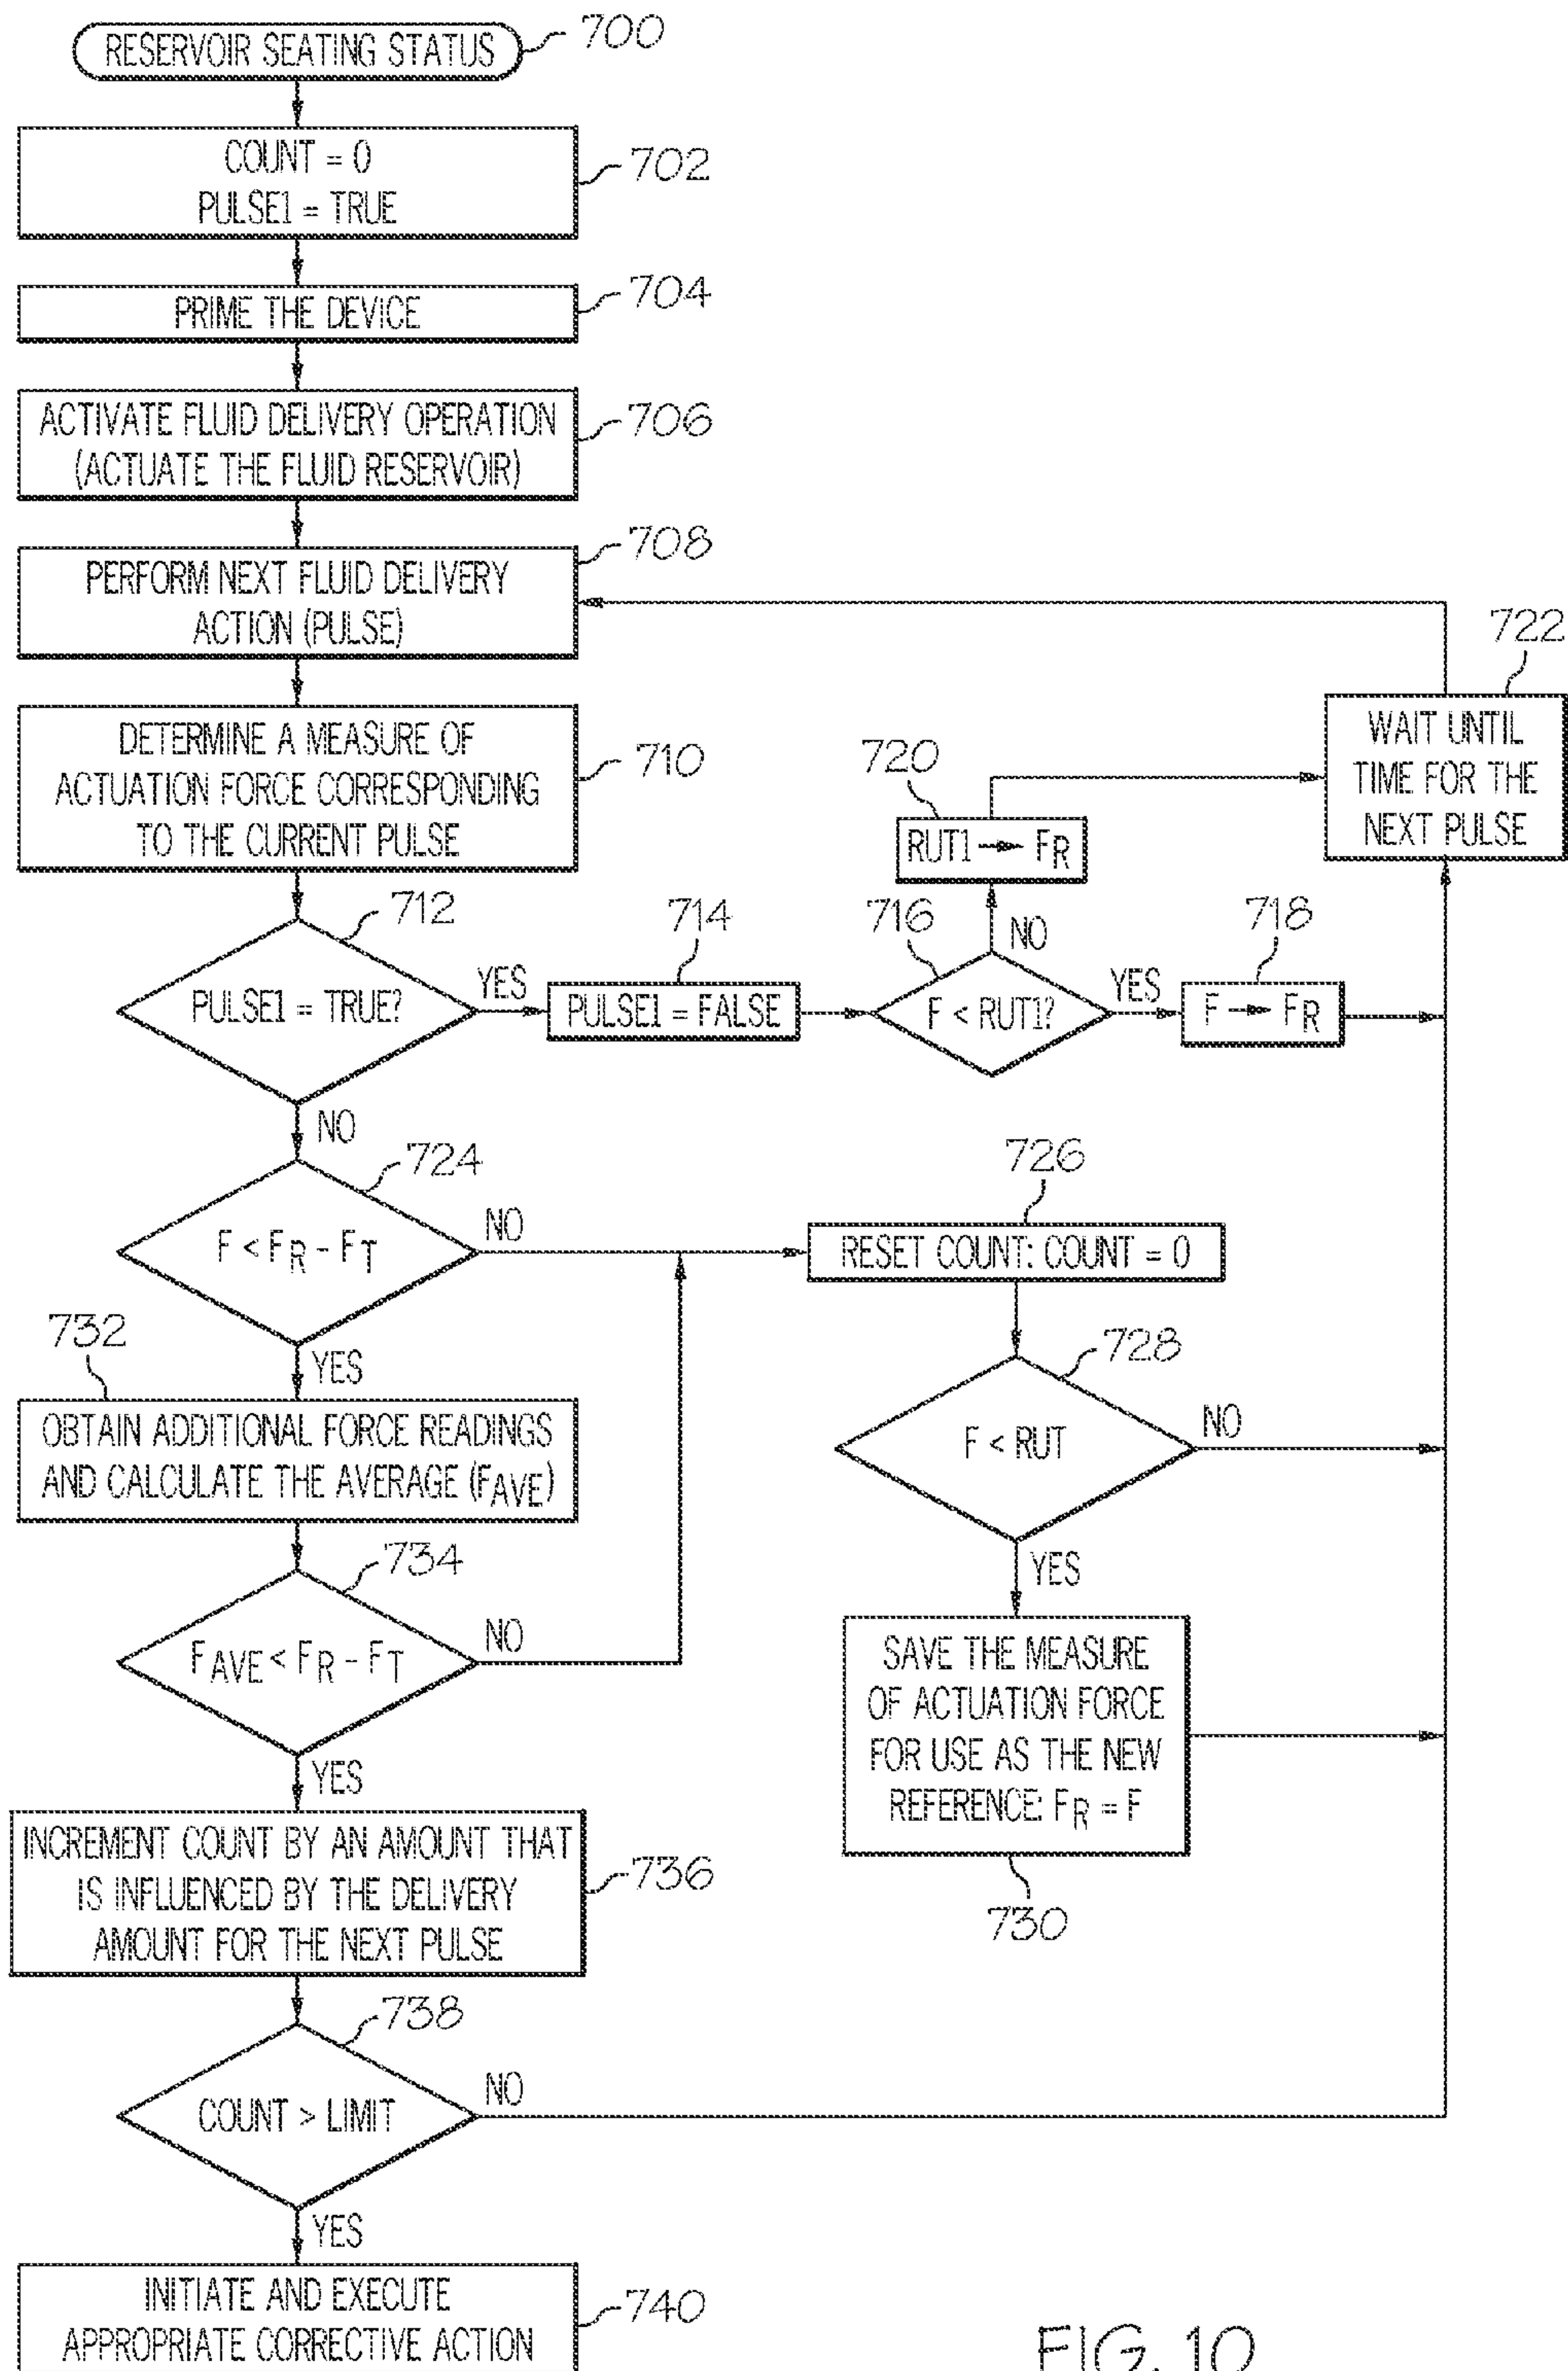 RESERVOIR SEATING STATUS
700
COUNT = 0
PULSE1 = TRUE
702
PRIME THE DEVICE
704
ACTIVATE FLUID DELIVERY OPERATION
(ACTUATE THE FLUID RESERVOIR)
706
PERFORM NEXT FLUID DELIVERY
ACTION (PULSE)
708
DETERMINE A MEASURE OF
ACTUATION FORCE CORRESPONDING
TO THE CURRENT PULSE
710
PULSE1 = TRUE?
712
YES
NO
PULSE1 = FALSE
714
F < RUT1?
716
YES
NO
F → FR
718
RUT1 → FR
720
WAIT UNTIL
TIME FOR THE
NEXT PULSE
722
F < FR - FT
724
NO
YES
RESET COUNT: COUNT = 0
726
F < RUT
728
NO
YES
SAVE THE MEASURE
OF ACTUATION FORCE
FOR USE AS THE NEW
REFERENCE: FR = F
730
732
OBTAIN ADDITIONAL FORCE READINGS
AND CALCULATE THE AVERAGE (FAVE)
FAVE < FR - FT
734
NO
YES
INCREMENT COUNT BY AN AMOUNT THAT
IS INFLUENCED BY THE DELIVERY
AMOUNT FOR THE NEXT PULSE
736
COUNT > LIMIT
738
NO
YES
INITIATE AND EXECUTE
APPROPRIATE CORRECTIVE ACTION
740
FIG. 10